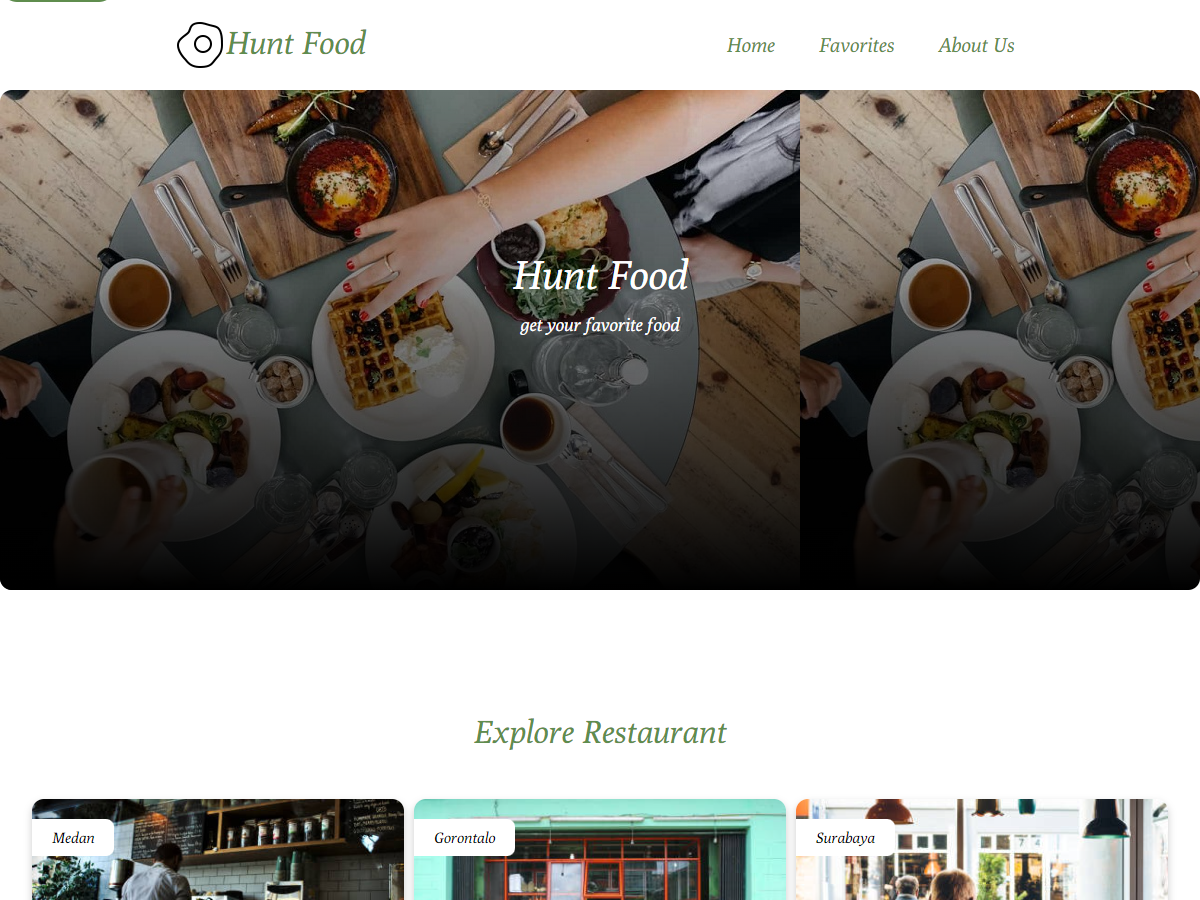 Hunt Food
Home
Favorites
About Us
Hunt Food
get your favorite food
Explore Restaurant
Medan
Gorontalo
Surabaya